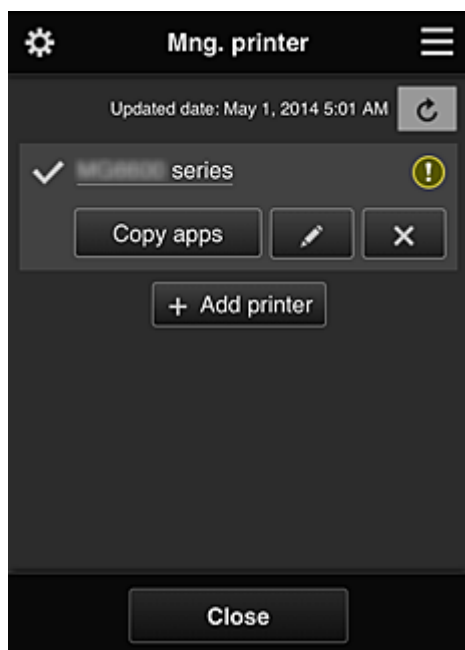 Mng. printer
Updated date: May 1, 2014 5:01 AM
series
Copy apps
+ Add printer
Close